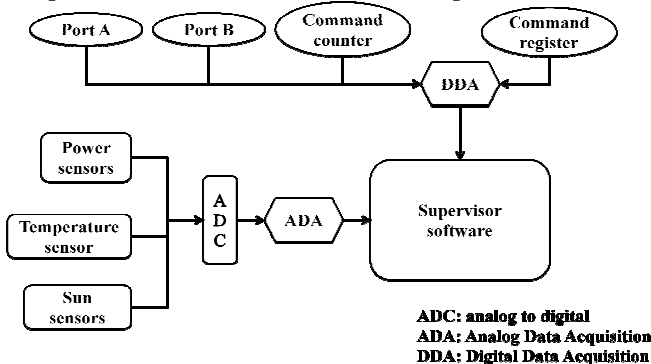 Port A
Port B
Command
counter
Command
register
DDA
Power
sensors
Temperature
sensor
Sun
sensors
A
D
C
ADA
Supervisor
software
ADC: analog to digital
ADA: Analog Data Acquisition
DDA: Digital Data Acquisition